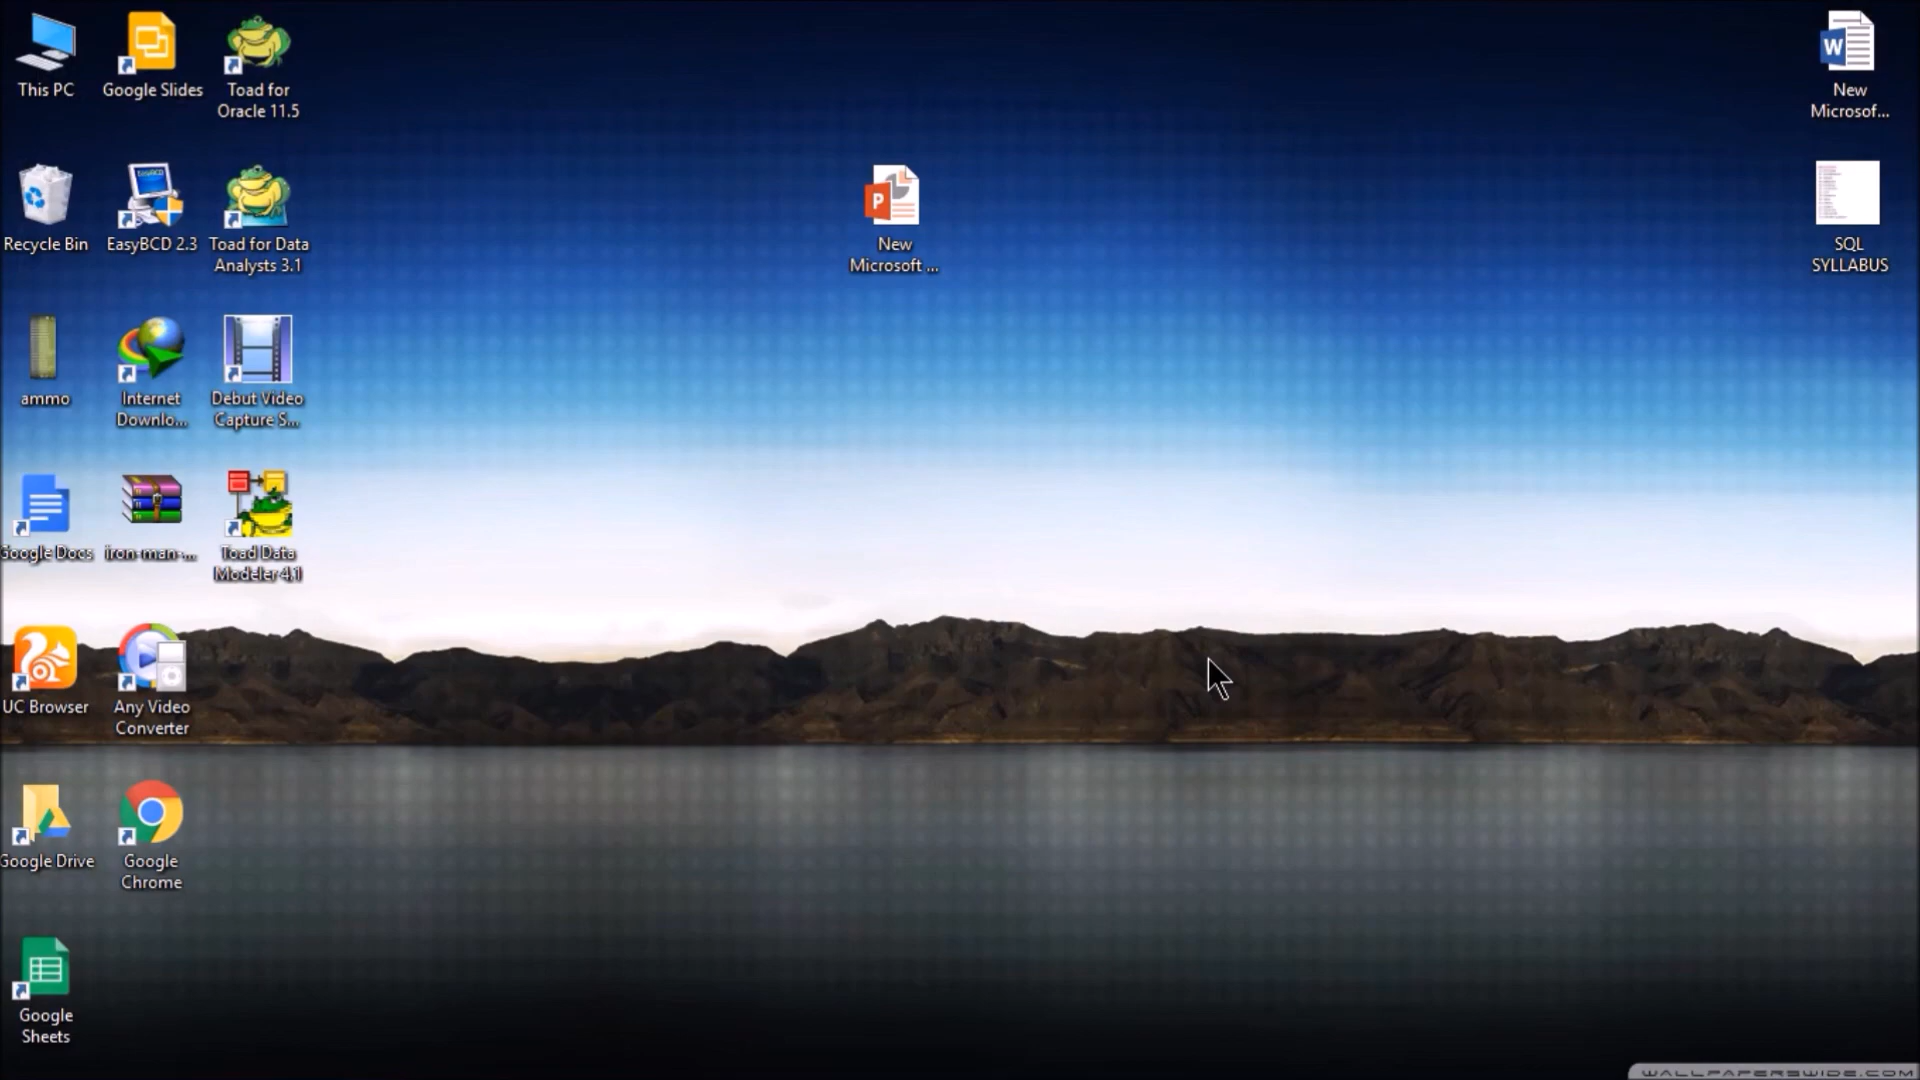 This PC
Google Slides
Toad for
Oracle 11.5
New
Microsof...
Recycle Bin
EasyBCD 2.3
Toad for Data
Analysts 3.1
New
Microsoft ...
SQL
SYLLABUS
ammo
Internet
Downlo...
Debut Video
Capture S...
Google Docs
iron-man-...
Toad Data
Modeler 4.1
UC Browser
Any Video
Converter
Google Drive
Google
Chrome
Google
Sheets
WALLPAPERSWIDE.COM